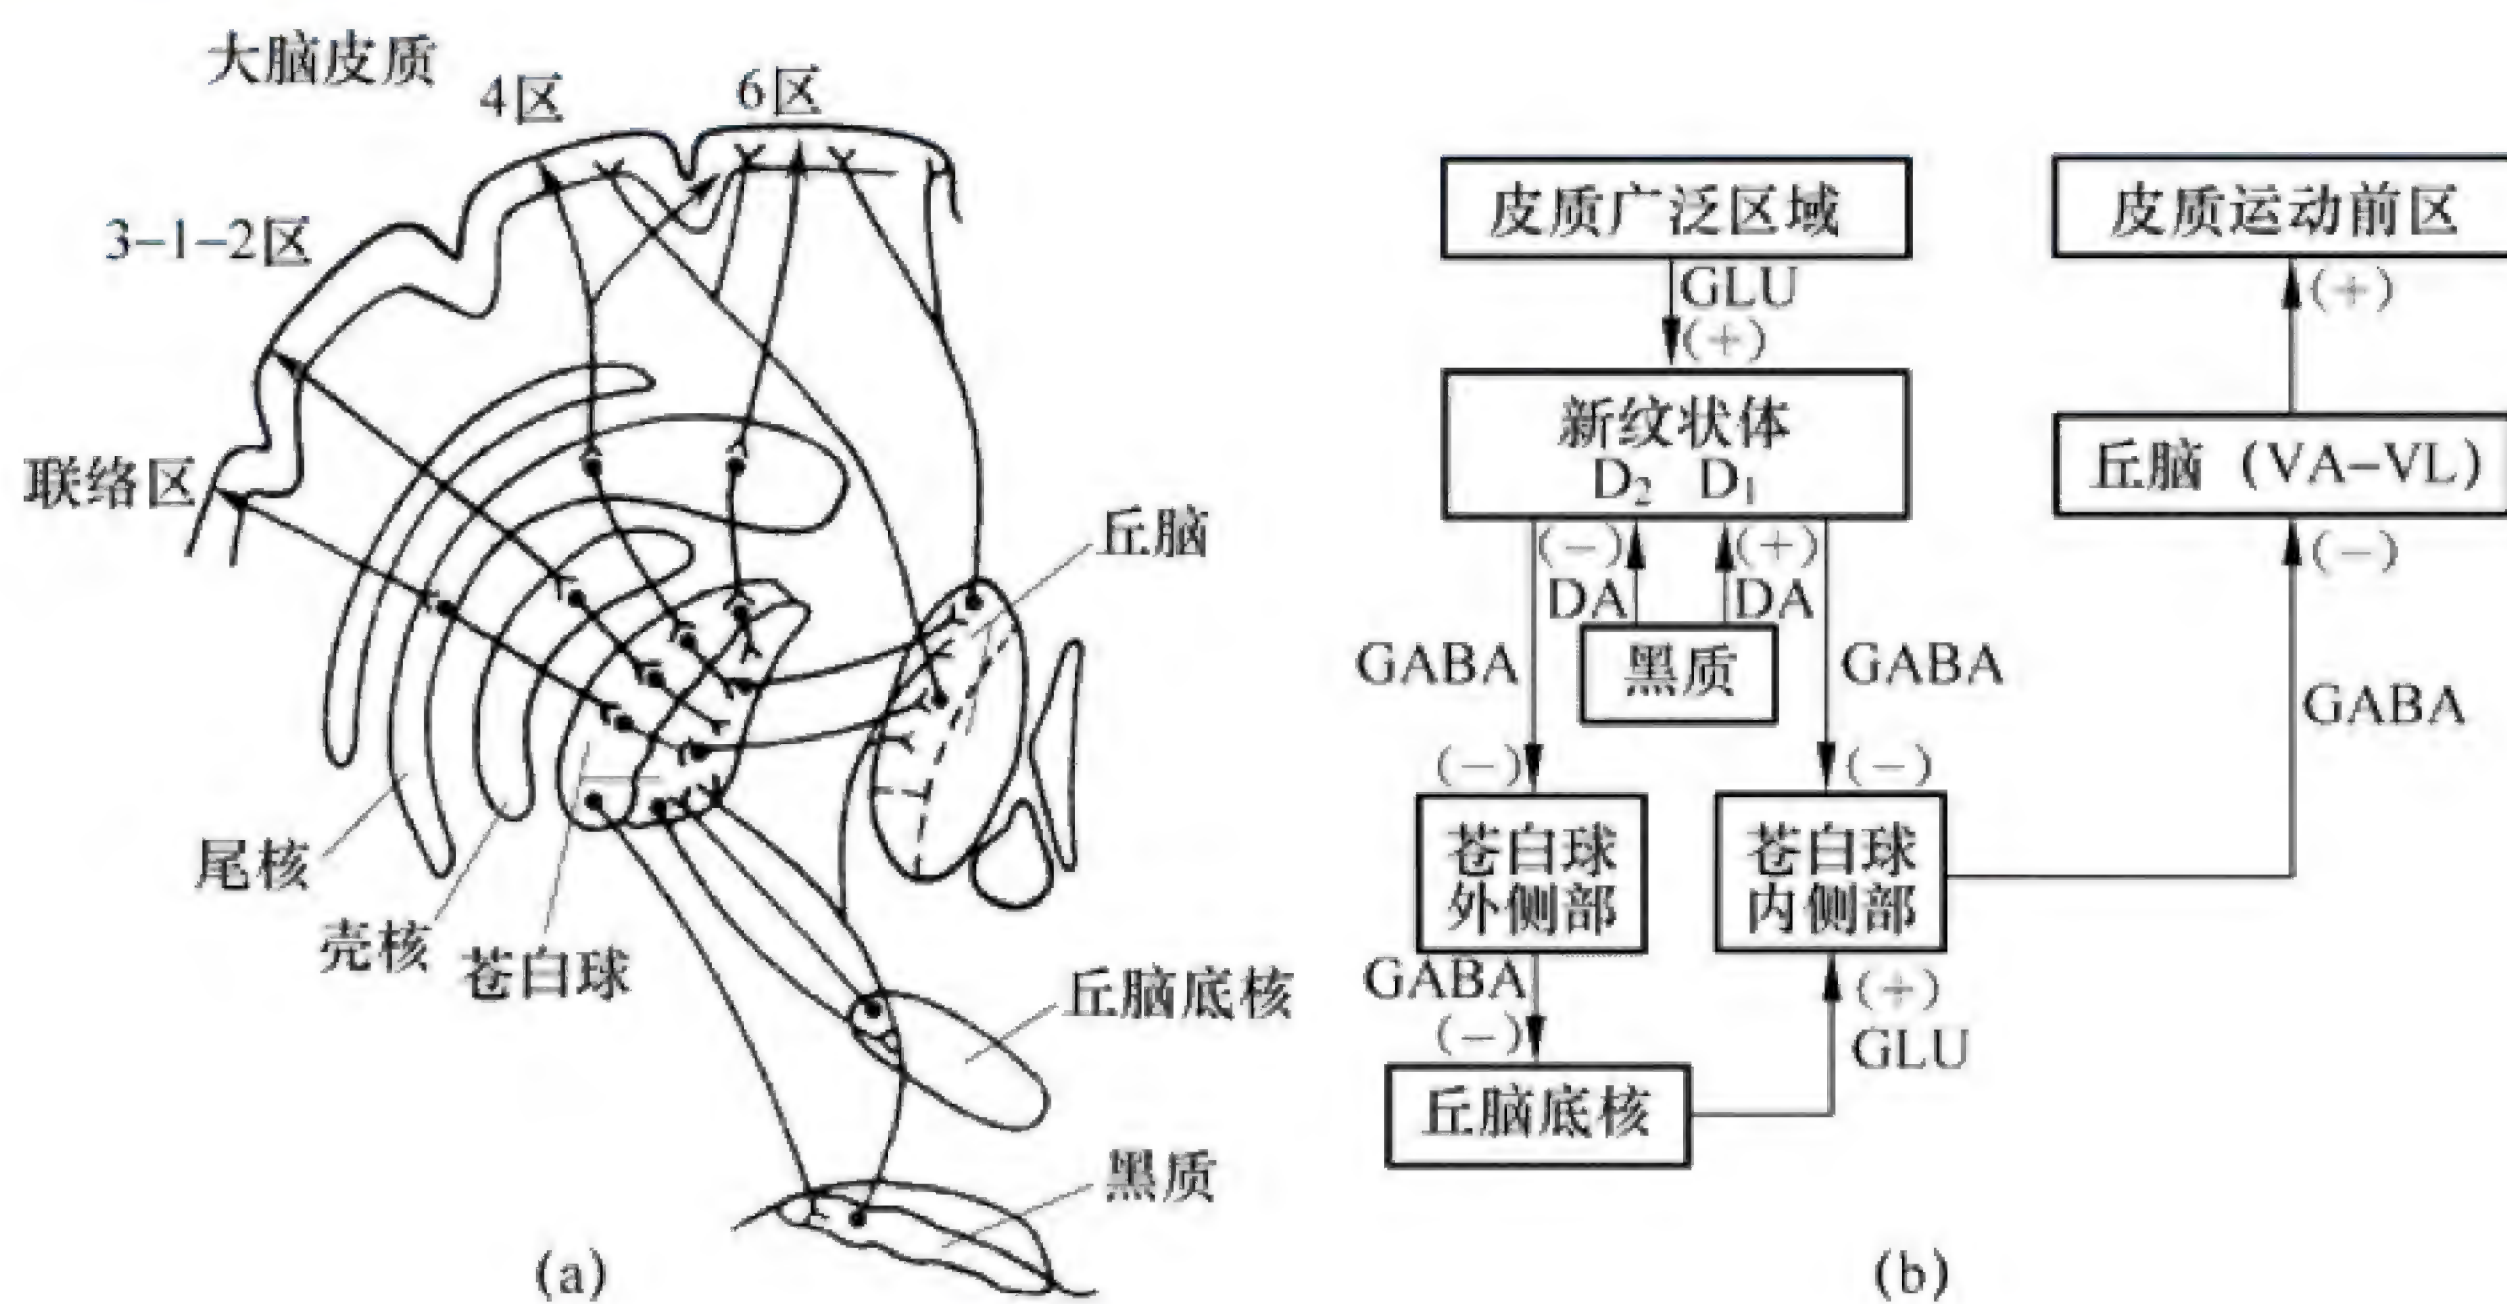 大脑皮质
4区
6区
3-1-2区
联络区
丘脑
尾核
壳核
苍白球
丘脑底核
黑质
(a)
皮质广泛区域
GLU
(+)
新纹状体
D₂ D₁
(-)
(+)
DA
DA
黑质
GABA
GABA
(-)
(-)
苍白球
外侧部
苍白球
内侧部
GABA
(-)
(+)
GLU
丘脑底核
皮质运动前区
(+)
丘脑（VA-VL）
(-)
GABA
(b)